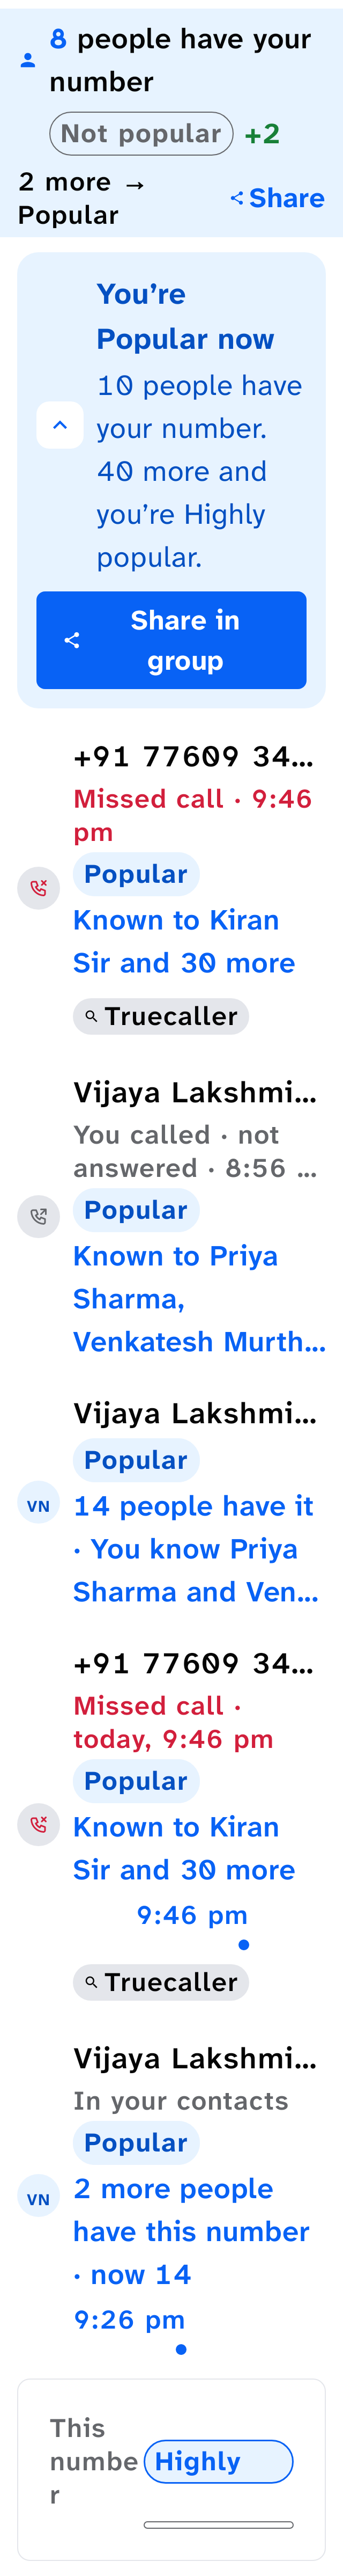 8 people have your
number
Not popular +2
2 more →
Popular
Share
You’re
Popular now
10 people have
your number.
40 more and
you’re Highly
popular.
Share in
group
+91 77609 34...
Missed call · 9:46
pm
Popular
Known to Kiran
Sir and 30 more
Truecaller
Vijaya Lakshmi...
You called · not
answered · 8:56 ...
Popular
Known to Priya
Sharma,
Venkatesh Murth...
Vijaya Lakshmi...
Popular
VN
14 people have it
· You know Priya
Sharma and Ven...
+91 77609 34...
Missed call ·
today, 9:46 pm
Popular
Known to Kiran
Sir and 30 more
9:46 pm
Truecaller
Vijaya Lakshmi...
In your contacts
Popular
VN
2 more people
have this number
· now 14
9:26 pm
This
numbe
r
Highly